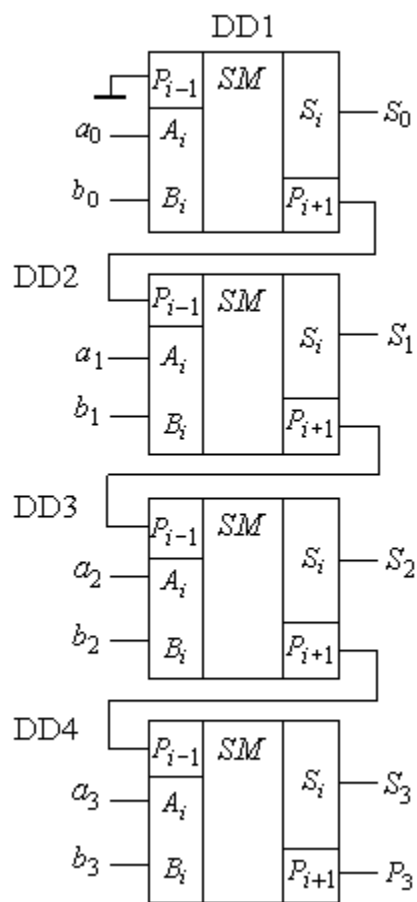 DD1
P_{i-1} SM
S_i S_0
a_0 A_i
b_0 B_i P_{i+1}
DD2
P_{i-1} SM
S_i S_1
a_1 A_i
b_1 B_i P_{i+1}
DD3
P_{i-1} SM
S_i S_2
a_2 A_i
b_2 B_i P_{i+1}
DD4
P_{i-1} SM
S_i S_3
a_3 A_i
b_3 B_i P_{i+1} P_3